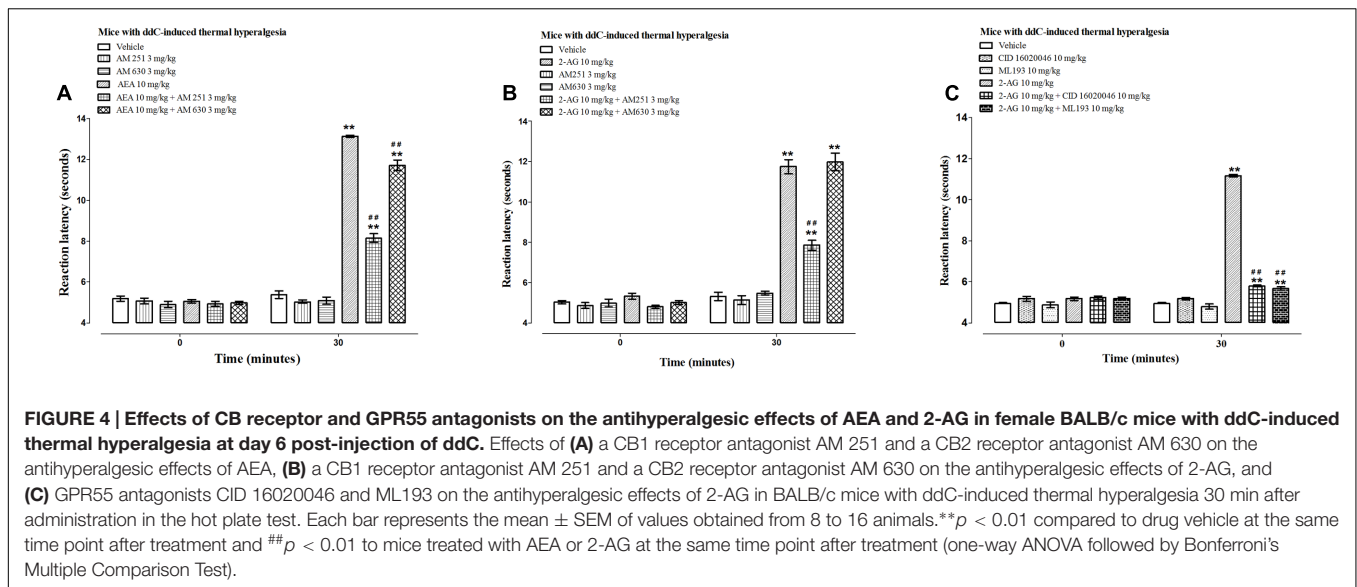 Mice with ddC-induced thermal hyperalgesia
Vehicle
AM 251 3 mg/kg
AM 630 3 mg/kg
AEA 10 mg/kg
AEA 10 mg/kg + AM 251 3 mg/kg
AEA 10 mg/kg + AM 630 3 mg/kg
A
Reaction latency (seconds)
14
12
10
8
6
4
**
##
**
##
**
0
30
Time (minutes)
Mice with ddC-induced thermal hyperalgesia
Vehicle
2-AG 10 mg/kg
AM251 3 mg/kg
AM630 3 mg/kg
2-AG 10 mg/kg + AM251 3 mg/kg
2-AG 10 mg/kg + AM630 3 mg/kg
B
Reaction latency (seconds)
14
12
10
8
6
4
**
##
**
**
0
30
Time (minutes)
Mice with ddC-induced thermal hyperalgesia
Vehicle
CID 16020046 10 mg/kg
ML193 10 mg/kg
2-AG 10 mg/kg
2-AG 10 mg/kg + CID 16020046 10 mg/kg
2-AG 10 mg/kg + ML193 10 mg/kg
C
Reaction latency (seconds)
14
12
10
8
6
4
**
##
**
##
**
0
30
Time (minutes)
FIGURE 4 | Effects of CB receptor and GPR55 antagonists on the antihyperalgesic effects of AEA and 2-AG in female BALB/c mice with ddC-induced
thermal hyperalgesia at day 6 post-injection of ddC. Effects of (A) a CB1 receptor antagonist AM 251 and a CB2 receptor antagonist AM 630 on the
antihyperalgesic effects of AEA, (B) a CB1 receptor antagonist AM 251 and a CB2 receptor antagonist AM 630 on the antihyperalgesic effects of 2-AG, and
(C) GPR55 antagonists CID 16020046 and ML193 on the antihyperalgesic effects of 2-AG in BALB/c mice with ddC-induced thermal hyperalgesia 30 min after
administration in the hot plate test. Each bar represents the mean ± SEM of values obtained from 8 to 16 animals.**p < 0.01 compared to drug vehicle at the same
time point after treatment and ##p < 0.01 to mice treated with AEA or 2-AG at the same time point after treatment (one-way ANOVA followed by Bonferroni's
Multiple Comparison Test).